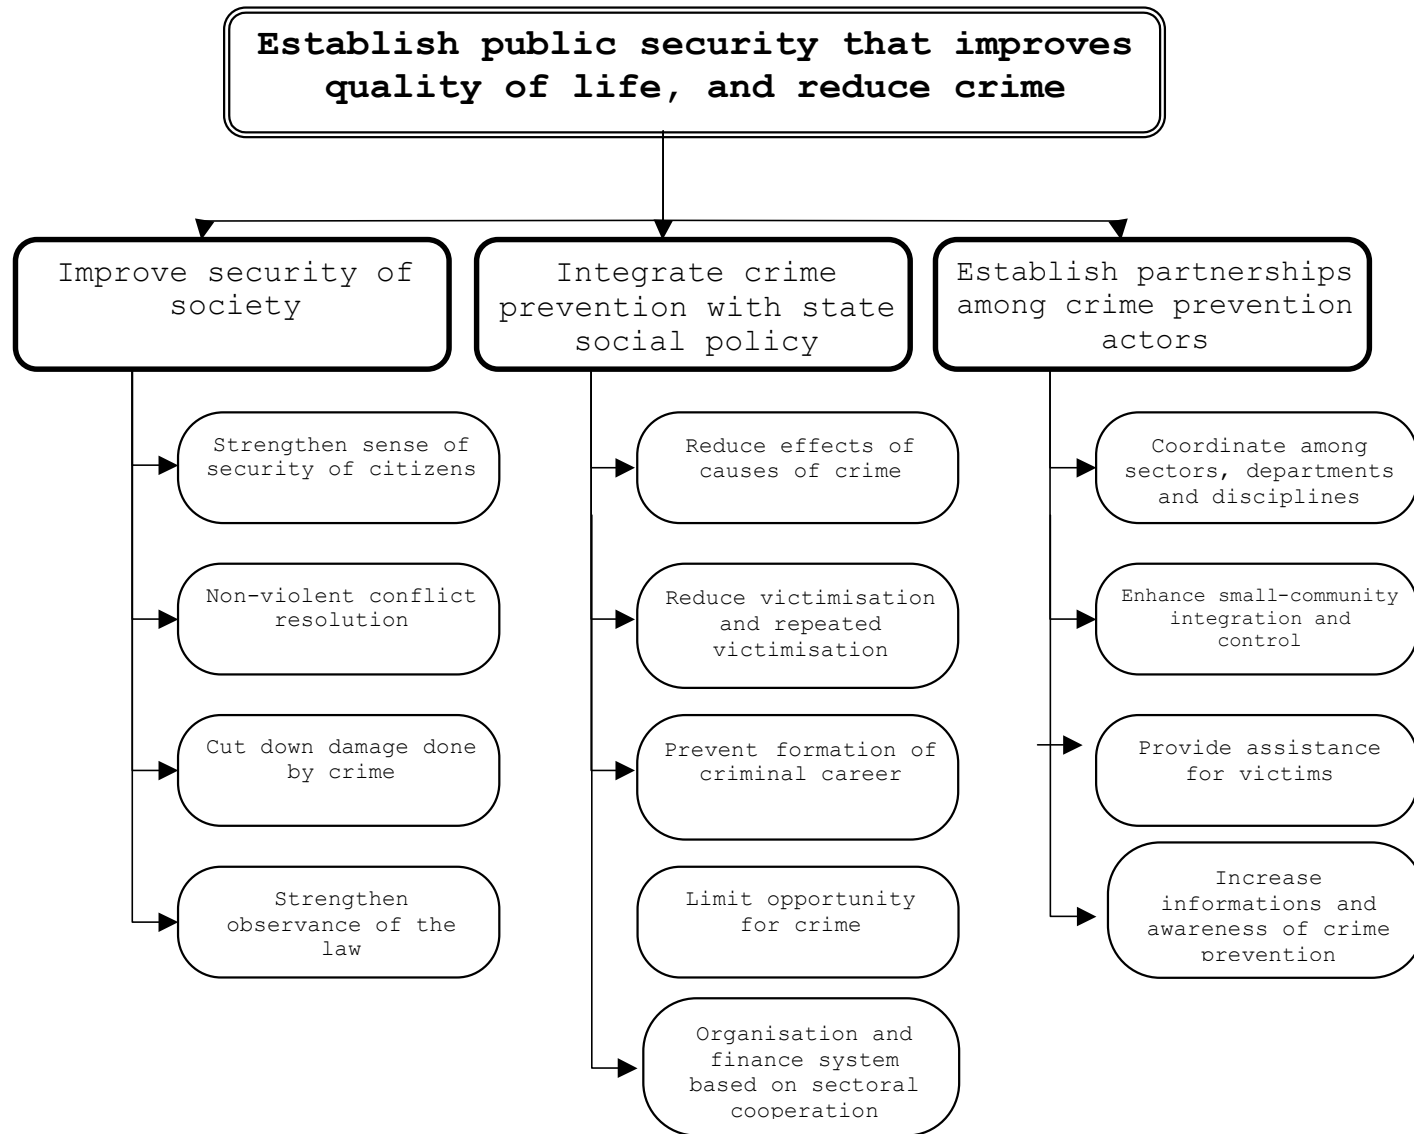 Establish public security that improves
quality of life, and reduce crime
Improve security of
society
Integrate crime
prevention with state
social policy
Establish partnerships
among crime prevention
actors
Strengthen sense of
security of citizens
Non-violent conflict
resolution
Cut down damage done
by crime
Strengthen
observance of the
law
Reduce effects of
causes of crime
Reduce victimisation
and repeated
victimisation
Prevent formation of
criminal career
Limit opportunity
for crime
Organisation and
finance system
based on sectoral
cooperation
Coordinate among
sectors, departments
and disciplines
Enhance small-community
integration and
control
Provide assistance
for victims
Increase
informations and
awareness of crime
prevention